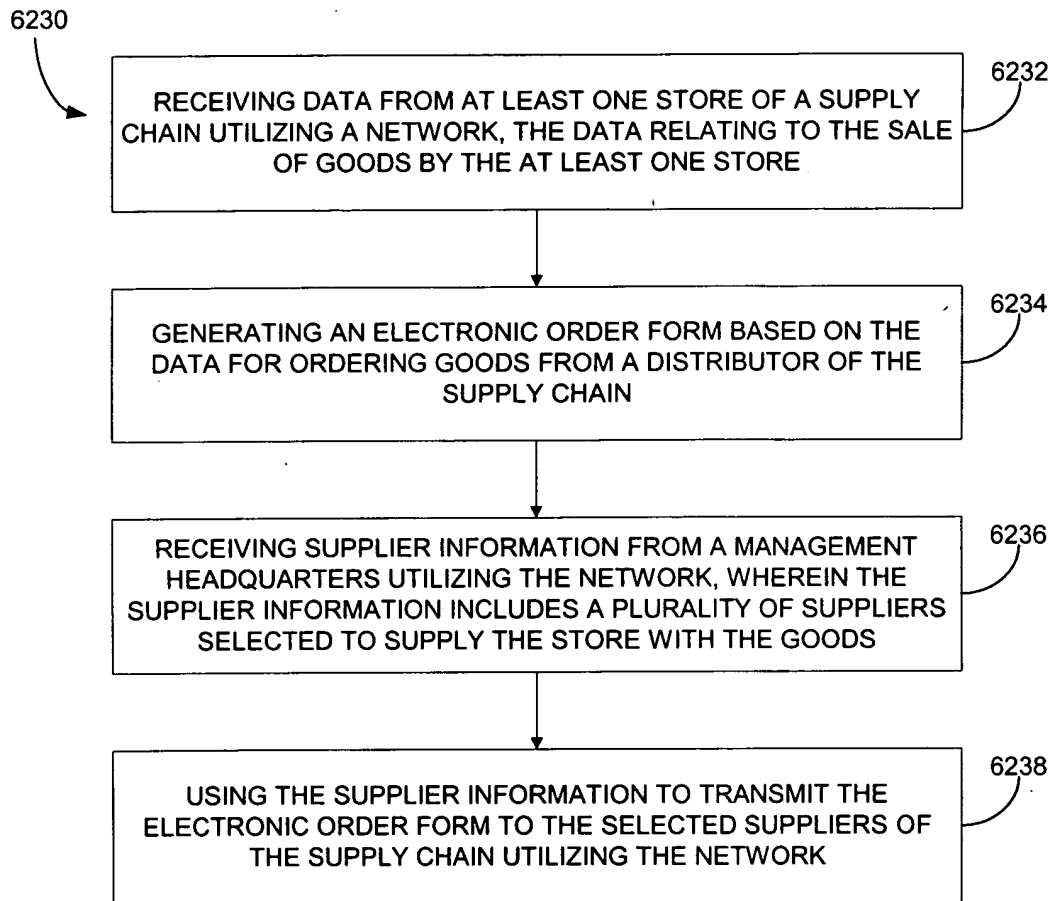 6230
6232
RECEIVING DATA FROM AT LEAST ONE STORE OF A SUPPLY
CHAIN UTILIZING A NETWORK, THE DATA RELATING TO THE SALE
OF GOODS BY THE AT LEAST ONE STORE
6234
GENERATING AN ELECTRONIC ORDER FORM BASED ON THE
DATA FOR ORDERING GOODS FROM A DISTRIBUTOR OF THE
SUPPLY CHAIN
6236
RECEIVING SUPPLIER INFORMATION FROM A MANAGEMENT
HEADQUARTERS UTILIZING THE NETWORK, WHEREIN THE
SUPPLIER INFORMATION INCLUDES A PLURALITY OF SUPPLIERS
SELECTED TO SUPPLY THE STORE WITH THE GOODS
6238
USING THE SUPPLIER INFORMATION TO TRANSMIT THE
ELECTRONIC ORDER FORM TO THE SELECTED SUPPLIERS OF
THE SUPPLY CHAIN UTILIZING THE NETWORK